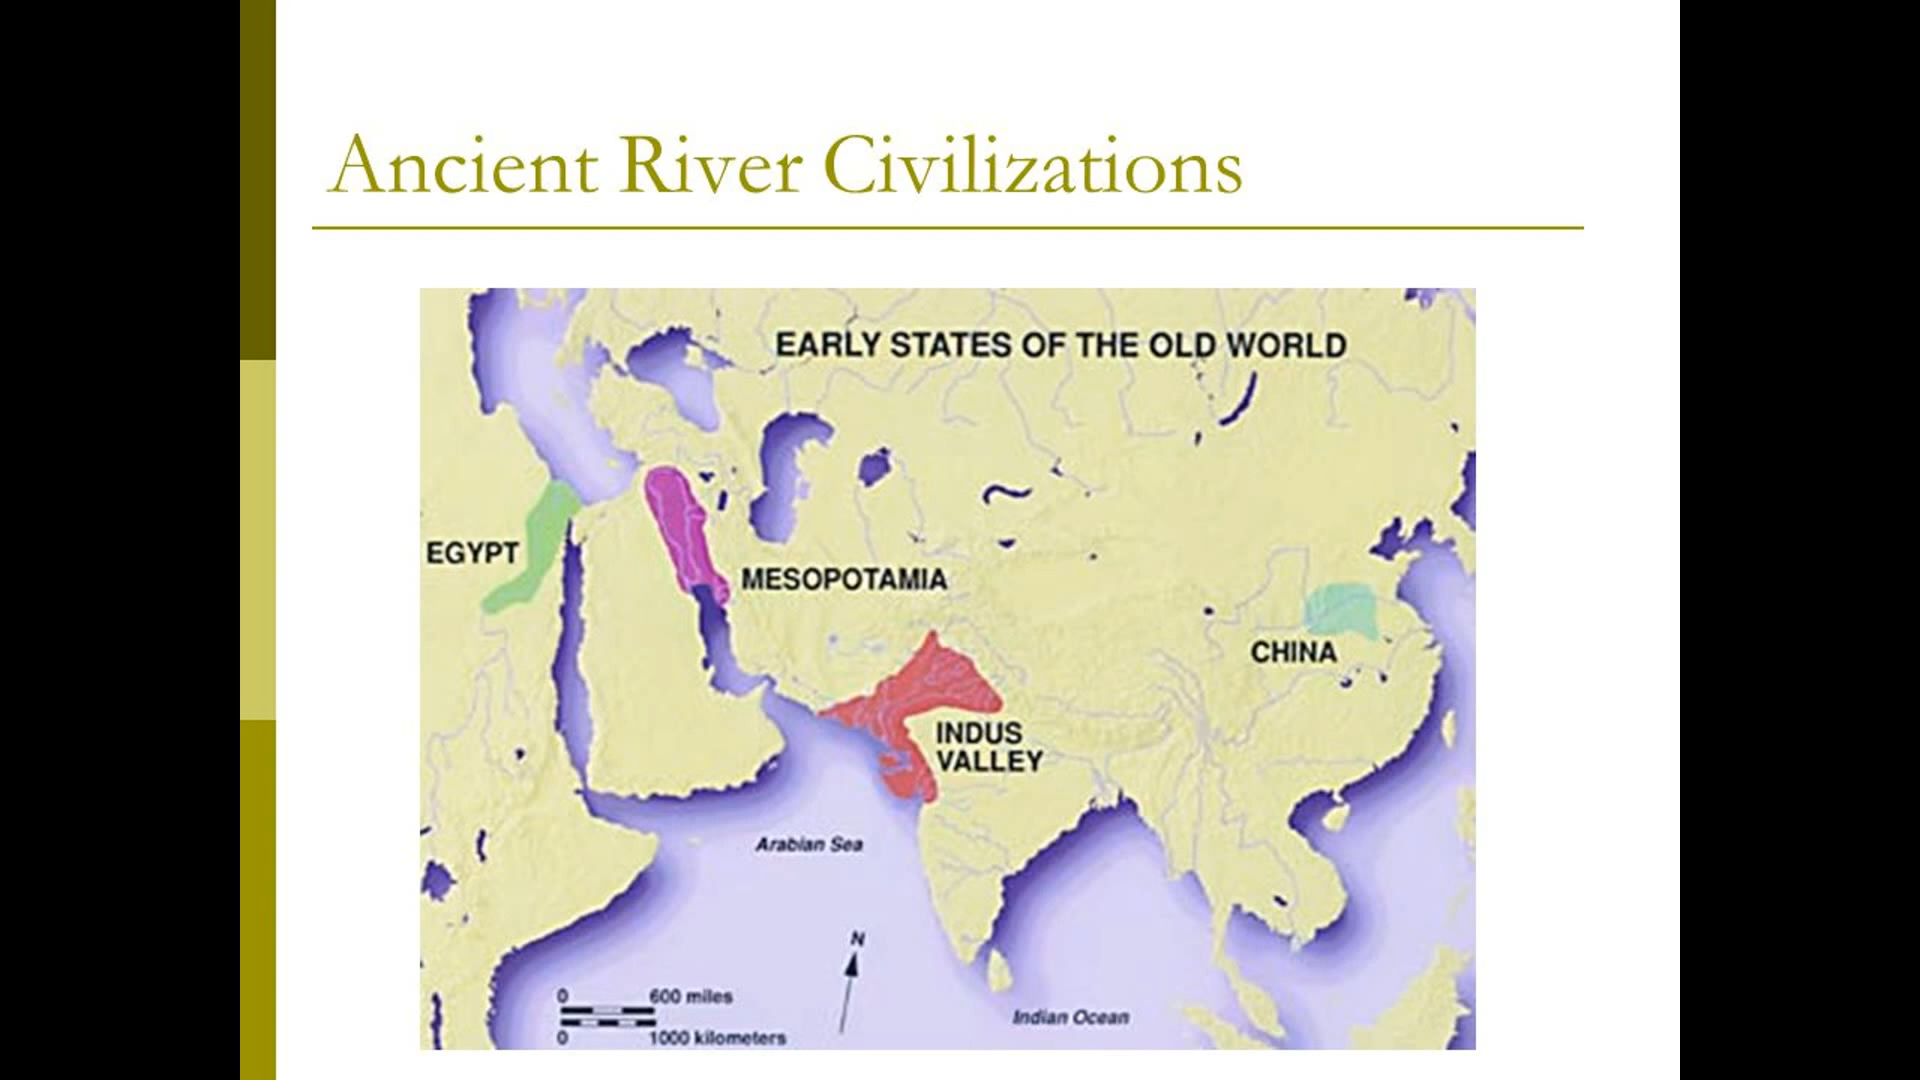 Ancient River Civilizations
EARLY STATES OF THE OLD WORLD
EGYPT
MESOPOTAMIA
CHINA
INDUS
VALLEY
Arabian Sea
N
0 600 miles
0 1000 kilometers
Indian Ocean